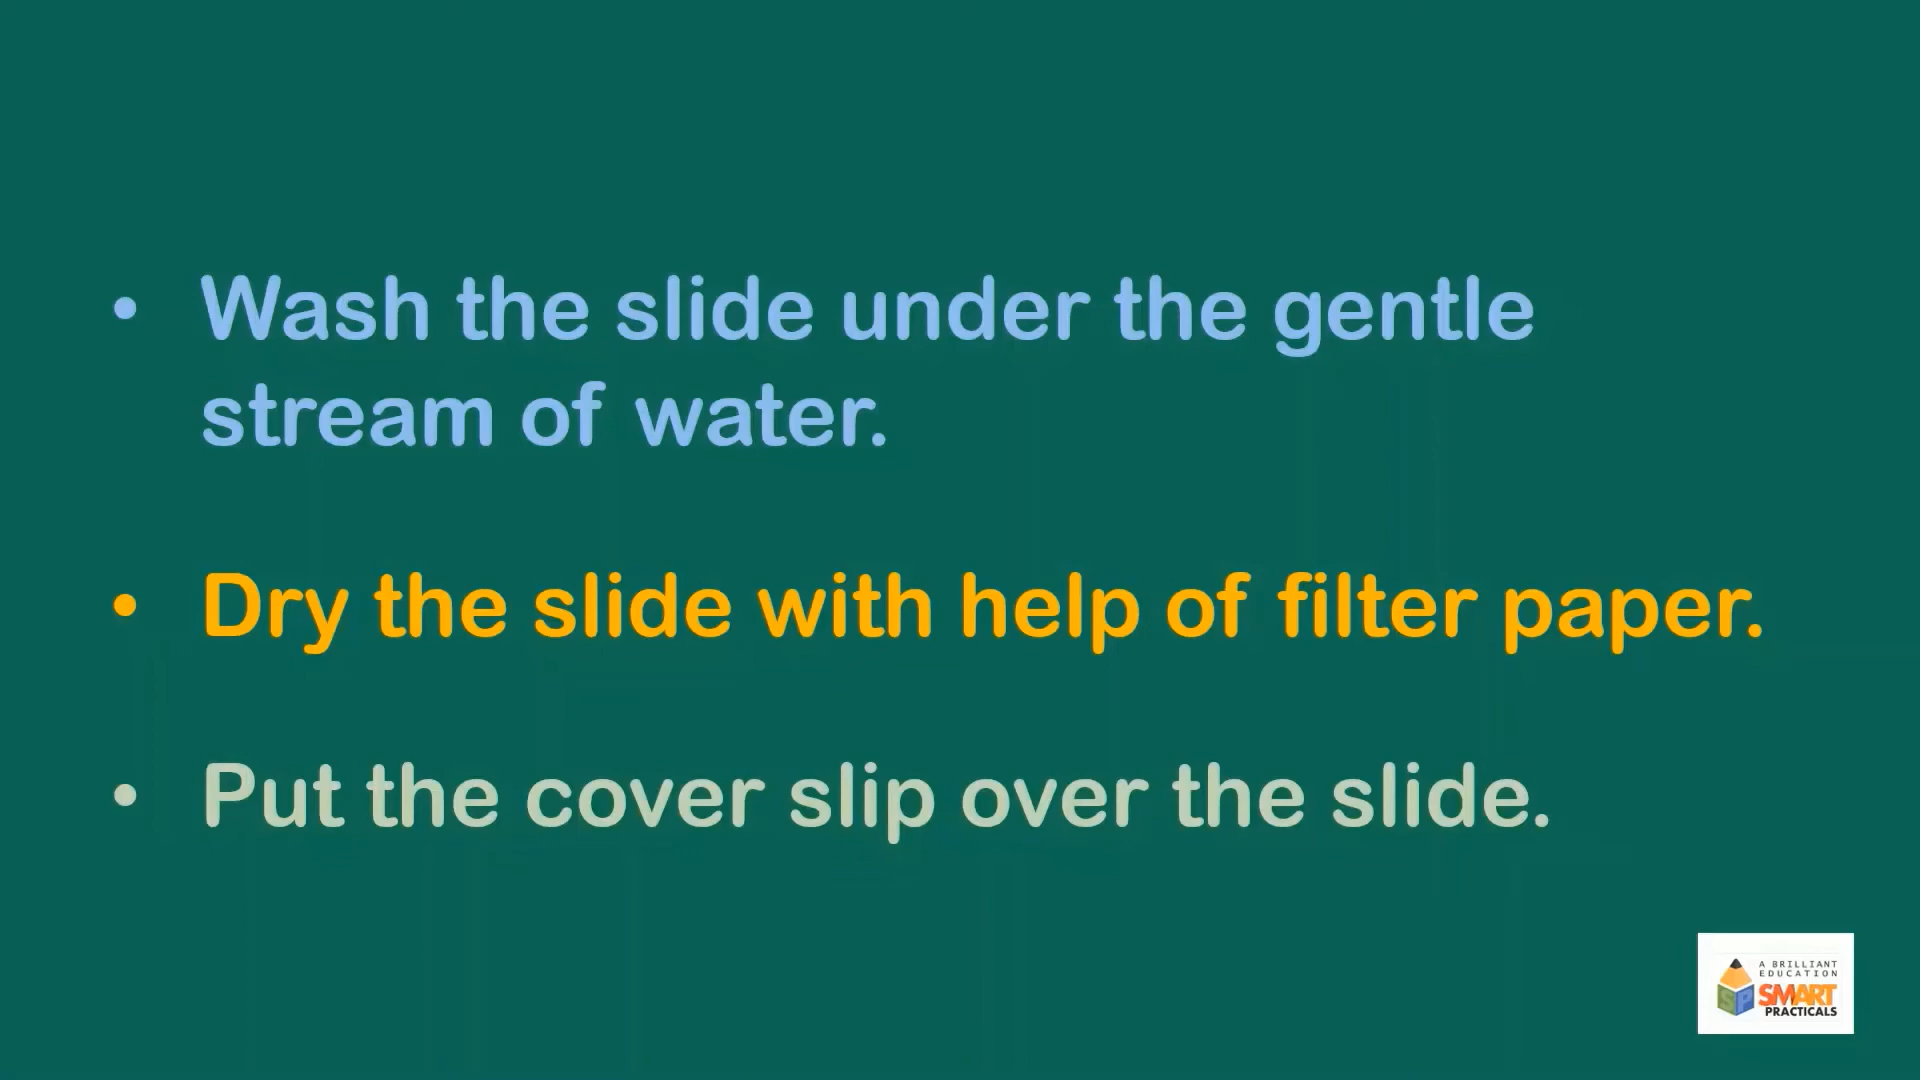 • Wash the slide under the gentle
stream of water.
• Dry the slide with help of filter paper.
• Put the cover slip over the slide.
A BRILLIANT
EDUCATION
SP SMART
PRACTICALS